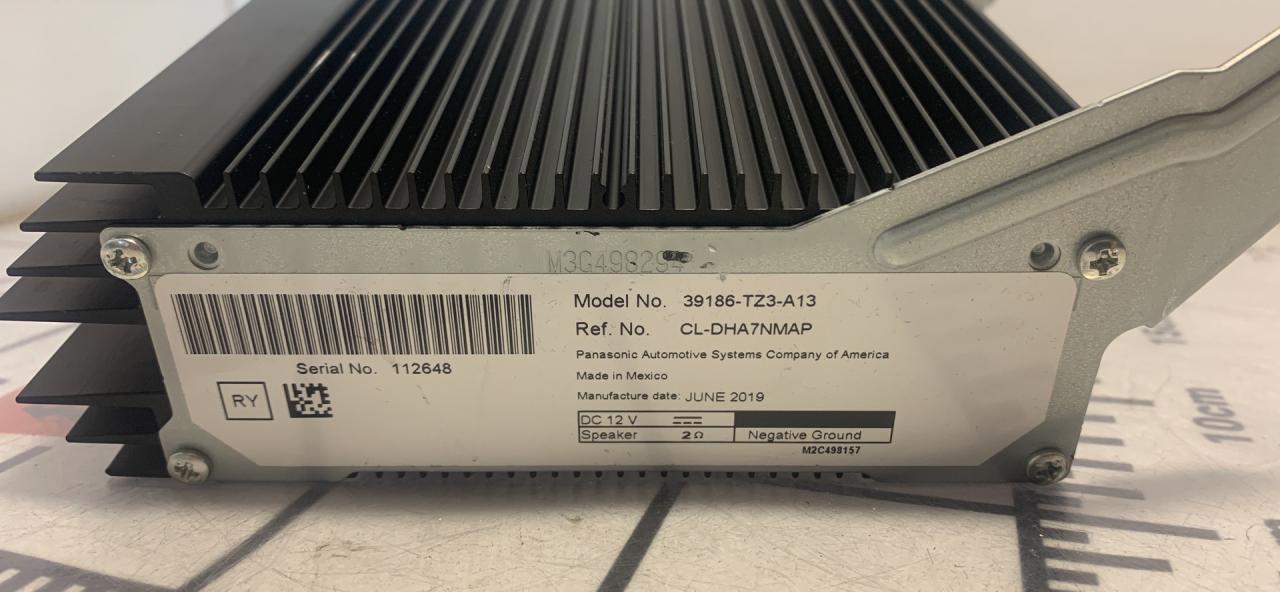 M3G498294
Model No. 39186-TZ3-A13
Ref. No. CL-DHA7NMAP
Panasonic Automotive Systems Company of America
Made in Mexico
Manufacture date: JUNE 2019
Serial No. 112648
RY
DC 12 V
Speaker 2Ω Negative Ground
M2C498157
10cm